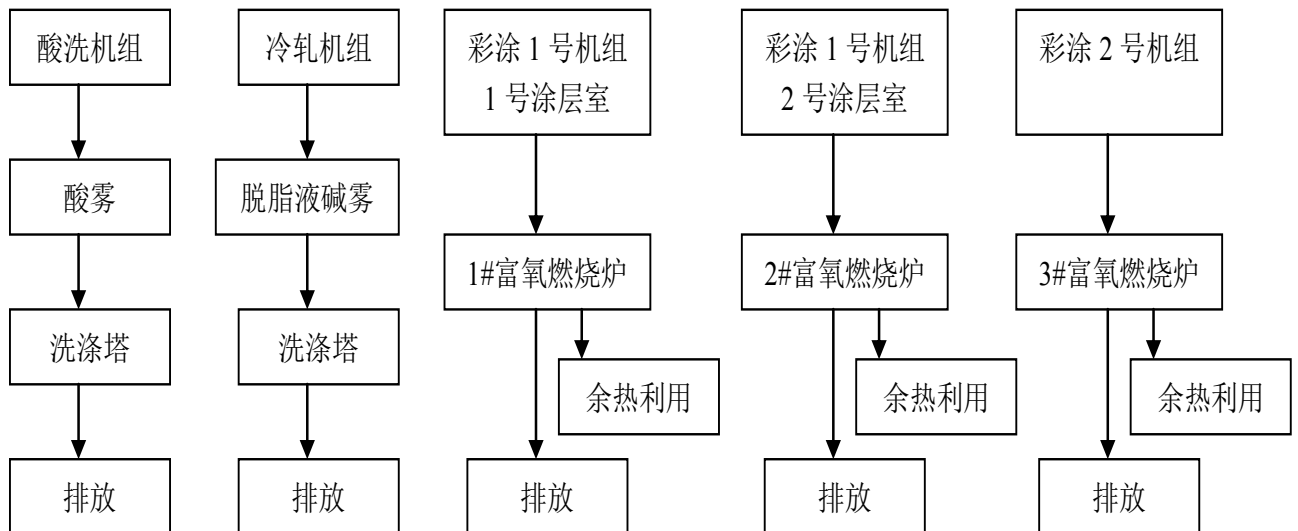 酸洗机组
冷轧机组
彩涂 1 号机组
1 号涂层室
彩涂 1 号机组
2 号涂层室
彩涂 2 号机组
酸雾
脱脂液碱雾
1#富氧燃烧炉
2#富氧燃烧炉
3#富氧燃烧炉
洗涤塔
洗涤塔
余热利用
余热利用
余热利用
排放
排放
排放
排放
排放